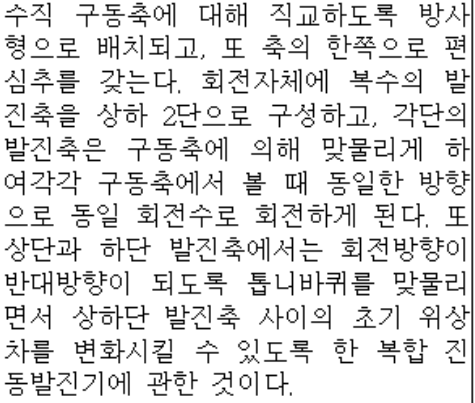 수직 구동축에 대해 직교하도록 방사
형으로 배치되고, 또 축의 한쪽으로 편
심추를 갖는다. 회전자체에 복수의 발
진축을 상하 2단으로 구성하고, 각단의
발진축은 구동축에 의해 맞물리게 하
여각각 구동축에서 볼 때 동일한 방향
으로 동일 회전수로 회전하게 된다. 또
상단과 하단 발진축에서는 회전방향이
반대방향이 되도록 톱니바퀴를 맞물리
면서 상하단 발진축 사이의 초기 위상
차를 변화시킬 수 있도록 한 복합 진
동발진기에 관한 것이다.